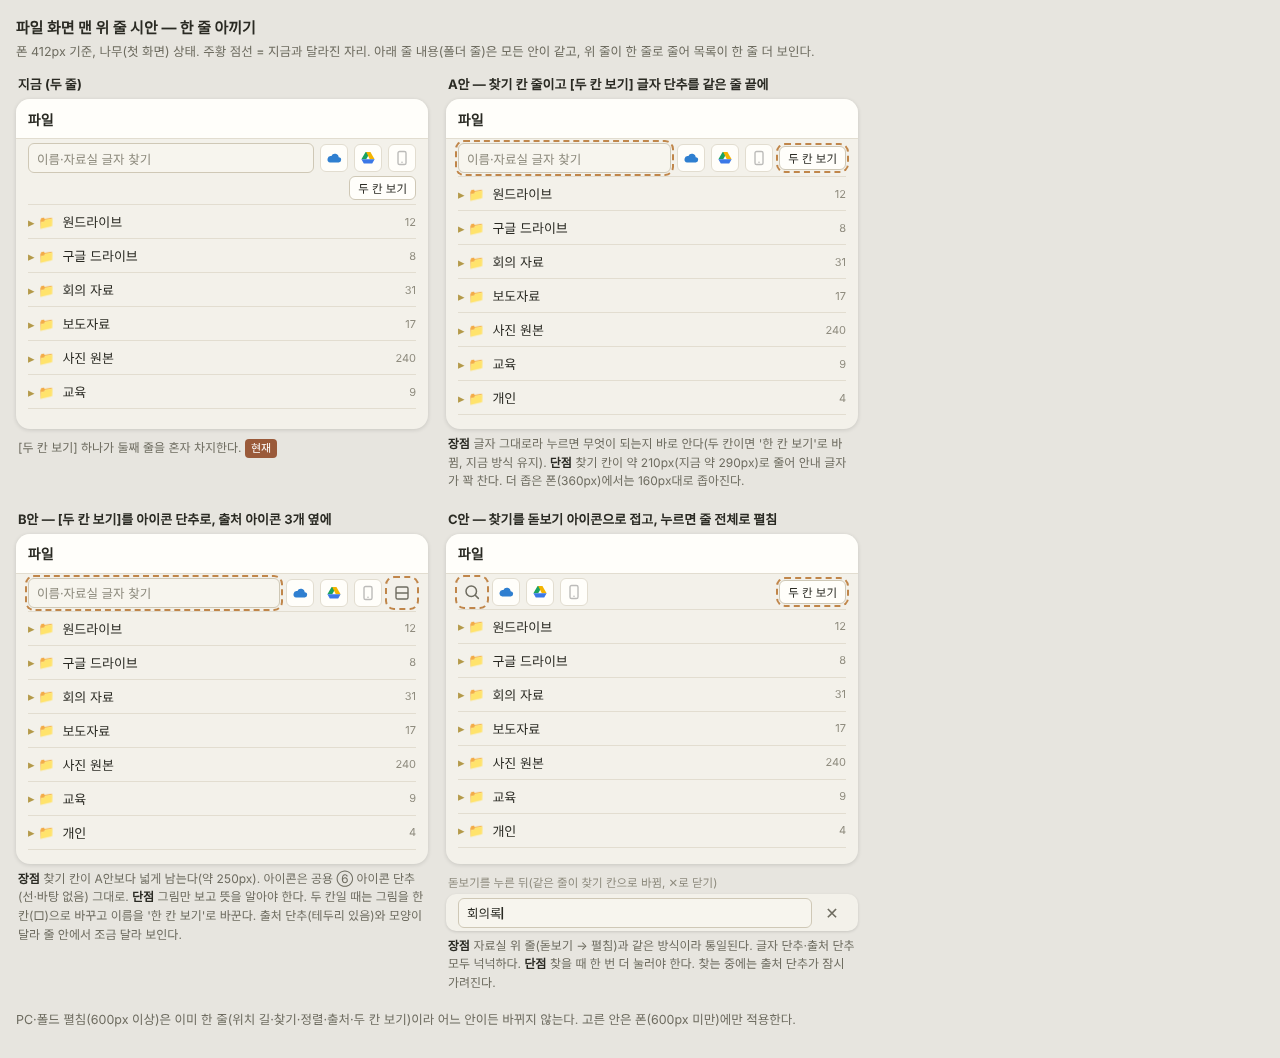 파일 화면 맨 위 줄 시안 — 한 줄 아끼기
폰 412px 기준, 나무(첫 화면) 상태. 주황 점선 = 지금과 달라진 자리. 아래 줄 내용(폴더 줄)은 모든 안이 같고, 위 줄이 한 줄로 줄어 목록이 한 줄 더 보인다.
지금 (두 줄)
파일
이름·자료실 글자 찾기
두 칸 보기
▸ 원드라이브 12
▸ 구글 드라이브 8
▸ 회의 자료 31
▸ 보도자료 17
▸ 사진 원본 240
▸ 교육 9
[두 칸 보기] 하나가 둘째 줄을 혼자 차지한다. 현재
A안 — 찾기 칸 줄이고 [두 칸 보기] 글자 단추를 같은 줄 끝에
파일
이름·자료실 글자 찾기 두 칸 보기
▸ 원드라이브 12
▸ 구글 드라이브 8
▸ 회의 자료 31
▸ 보도자료 17
▸ 사진 원본 240
▸ 교육 9
▸ 개인 4
장점 글자 그대로라 누르면 무엇이 되는지 바로 안다(두 칸이면 '한 칸 보기'로 바
뀜, 지금 방식 유지). 단점 찾기 칸이 약 210px(지금 약 290px)로 줄어 안내 글자
가 꽉 찬다. 더 좁은 폰(360px)에서는 160px대로 좁아진다.
B안 — [두 칸 보기]를 아이콘 단추로, 출처 아이콘 3개 옆에
파일
이름·자료실 글자 찾기
▸ 원드라이브 12
▸ 구글 드라이브 8
▸ 회의 자료 31
▸ 보도자료 17
▸ 사진 원본 240
▸ 교육 9
▸ 개인 4
장점 찾기 칸이 A안보다 넓게 남는다(약 250px). 아이콘은 공용 ⑥ 아이콘 단추
(선·바탕 없음) 그대로. 단점 그림만 보고 뜻을 알아야 한다. 두 칸일 때는 그림을 한
칸(□)으로 바꾸고 이름을 '한 칸 보기'로 바꾼다. 출처 단추(테두리 있음)와 모양이
달라 줄 안에서 조금 달라 보인다.
C안 — 찾기를 돋보기 아이콘으로 접고, 누르면 줄 전체로 펼침
파일
두 칸 보기
▸ 원드라이브 12
▸ 구글 드라이브 8
▸ 회의 자료 31
▸ 보도자료 17
▸ 사진 원본 240
▸ 교육 9
▸ 개인 4
돋보기를 누른 뒤(같은 줄이 찾기 칸으로 바뀜, ×로 닫기)
회의록 ✕
장점 자료실 위 줄(돋보기 → 펼침)과 같은 방식이라 통일된다. 글자 단추·출처 단추
모두 넉넉하다. 단점 찾을 때 한 번 더 눌러야 한다. 찾는 중에는 출처 단추가 잠시
가려진다.
PC·폴드 펼침(600px 이상)은 이미 한 줄(위치 길·찾기·정렬·출처·두 칸 보기)이라 어느 안이든 바뀌지 않는다. 고른 안은 폰(600px 미만)에만 적용한다.